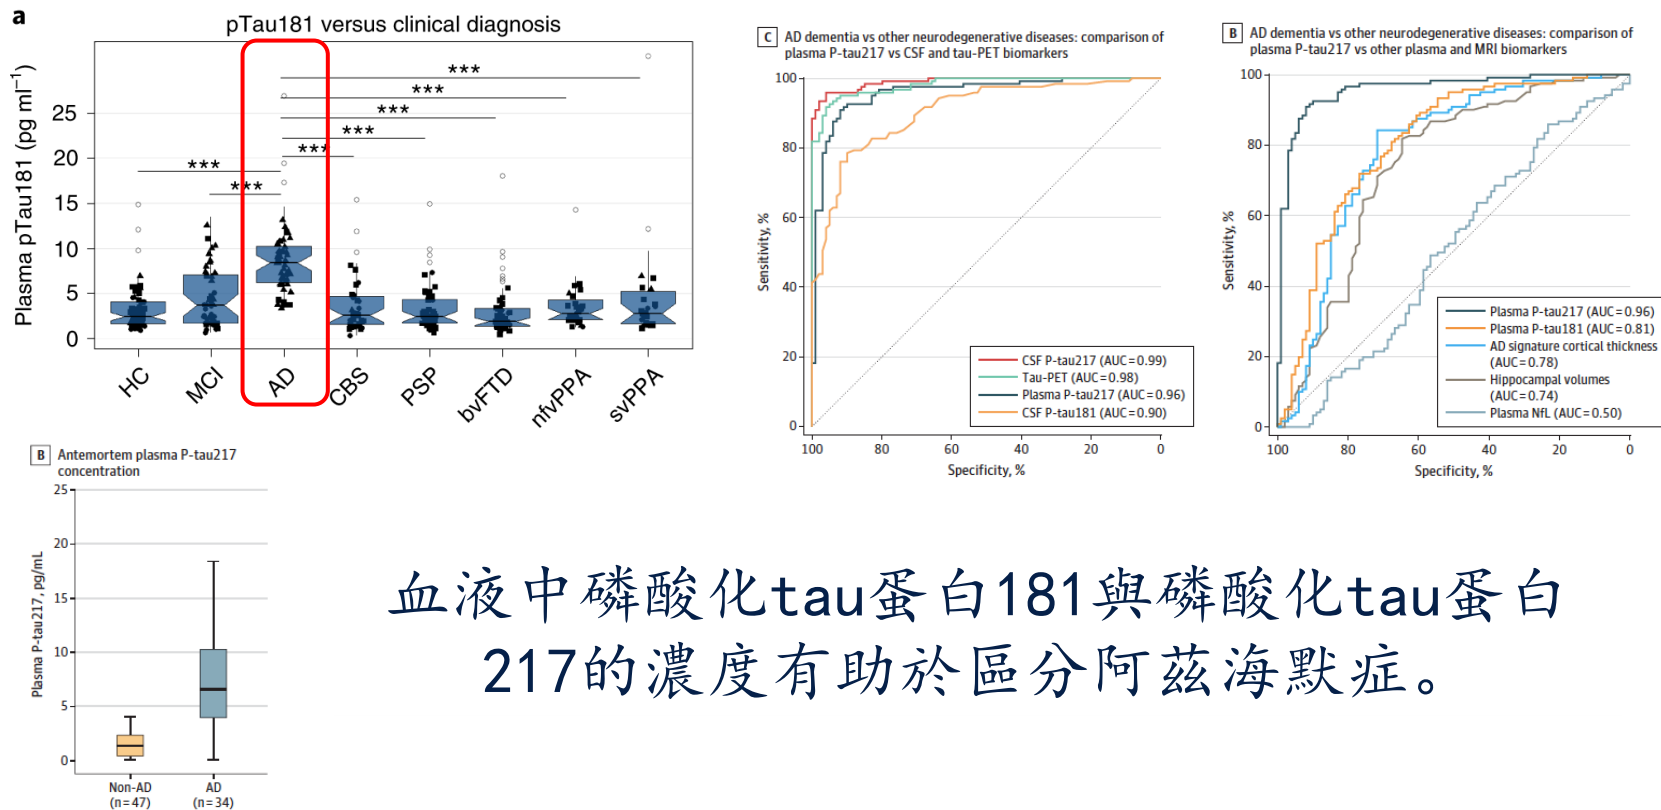 a
pTau181 versus clinical diagnosis
Plasma pTau181 (pg ml⁻¹)
25
20
15
10
5
0
***
***
***
***
***
***
***
HC
MCI
AD
CBS
PSP
bvFTD
nfvPPA
svPPA
C AD dementia vs other neurodegenerative diseases: comparison of
plasma P-tau217 vs CSF and tau-PET biomarkers
Sensitivity, %
100
80
60
40
20
0
CSF P-tau217 (AUC=0.99)
Tau-PET (AUC=0.98)
Plasma P-tau217 (AUC=0.96)
CSF P-tau181 (AUC=0.90)
100
80
60
40
20
0
Specificity, %
B AD dementia vs other neurodegenerative diseases: comparison of
plasma P-tau217 vs other plasma and MRI biomarkers
Sensitivity, %
100
80
60
40
20
0
Plasma P-tau217 (AUC=0.96)
Plasma P-tau181 (AUC=0.81)
AD signature cortical thickness
(AUC=0.78)
Hippocampal volumes
(AUC=0.74)
Plasma NfL (AUC=0.50)
100
80
60
40
20
0
Specificity, %
B Antemortem plasma P-tau217
concentration
Plasma P-tau217, pg/mL
25
20
15
10
5
0
Non-AD
(n=47)
AD
(n=34)
血液中磷酸化tau蛋白181與磷酸化tau蛋白
217的濃度有助於區分阿茲海默症。